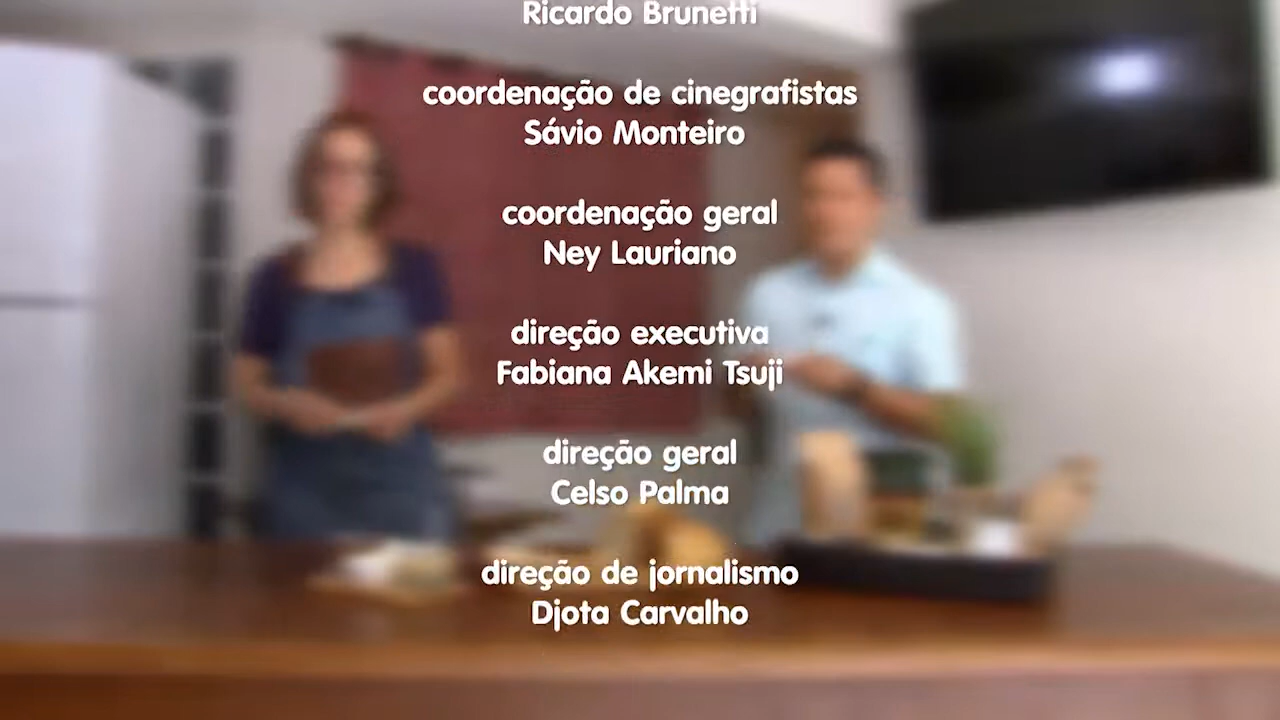 Ricardo Brunetti
coordenação de cinegrafistas
Sávio Monteiro
coordenação geral
Ney Lauriano
direção executiva
Fabiana Akemi Tsuji
direção geral
Celso Palma
direção de jornalismo
Djota Carvalho